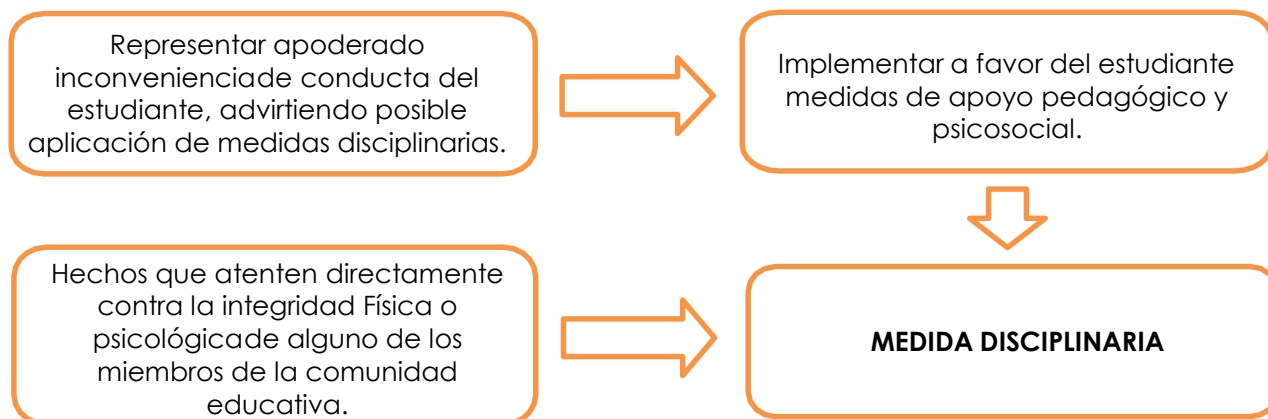 Representar apoderado
inconvenienciade conducta del
estudiante, advirtiendo posible
aplicación de medidas disciplinarias.
Implementar a favor del estudiante
medidas de apoyo pedagógico y
psicosocial.
Hechos que atenten directamente
contra la integridad Física o
psicológicade alguno de los
miembros de la comunidad
educativa.
MEDIDA DISCIPLINARIA